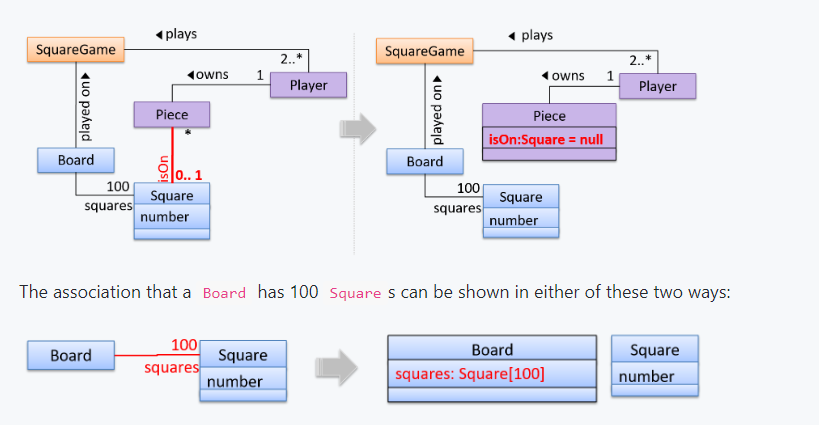 ◀ plays
SquareGame
2..*
◀ owns
1
Player
played on▶
Piece
*
Board
isOn
0.. 1
100
squares
Square
number
◀ plays
SquareGame
2..*
◀ owns
1
Player
played on▶
Piece
isOn:Square = null
Board
100
squares
Square
number
The association that a Board has 100 Square s can be shown in either of these two ways:
Board
100
squares
Square
number
Board
squares: Square[100]
Square
number